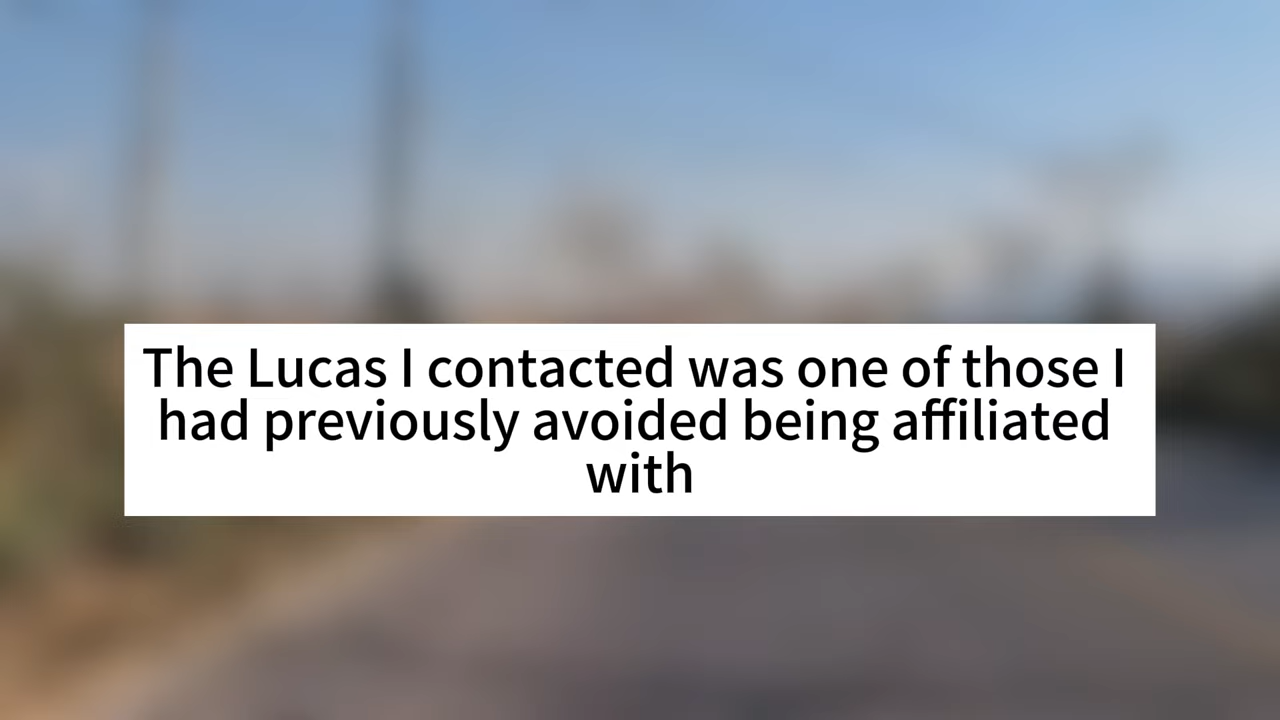 The Lucas I contacted was one of those I
had previously avoided being affiliated
with